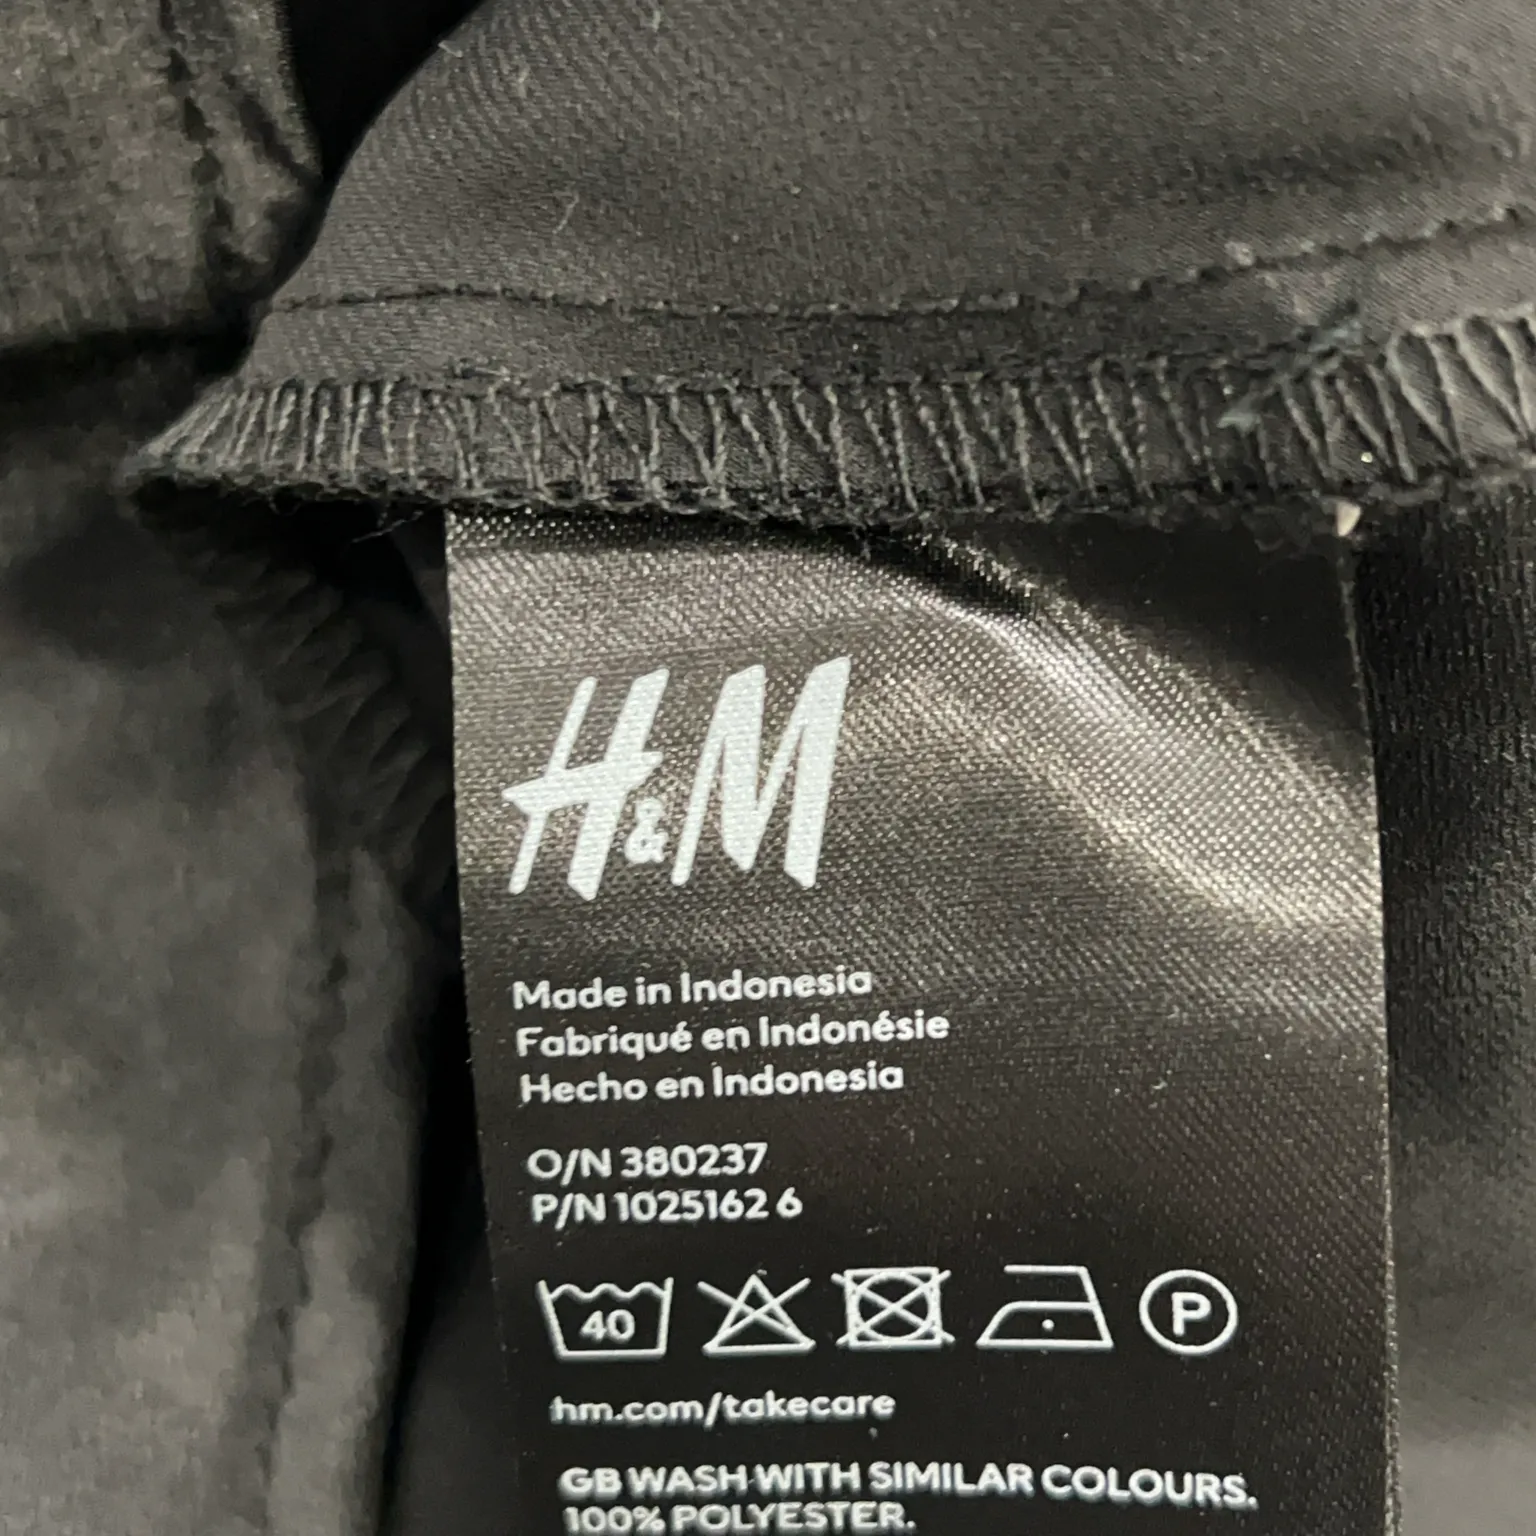 H&M
Made in Indonesia
Fabriqué en Indonésie
Hecho en Indonesia
O/N 380237
P/N 1025162 6
40 P
hm.com/takecare
GB WASH WITH SIMILAR COLOURS.
100% POLYESTER.